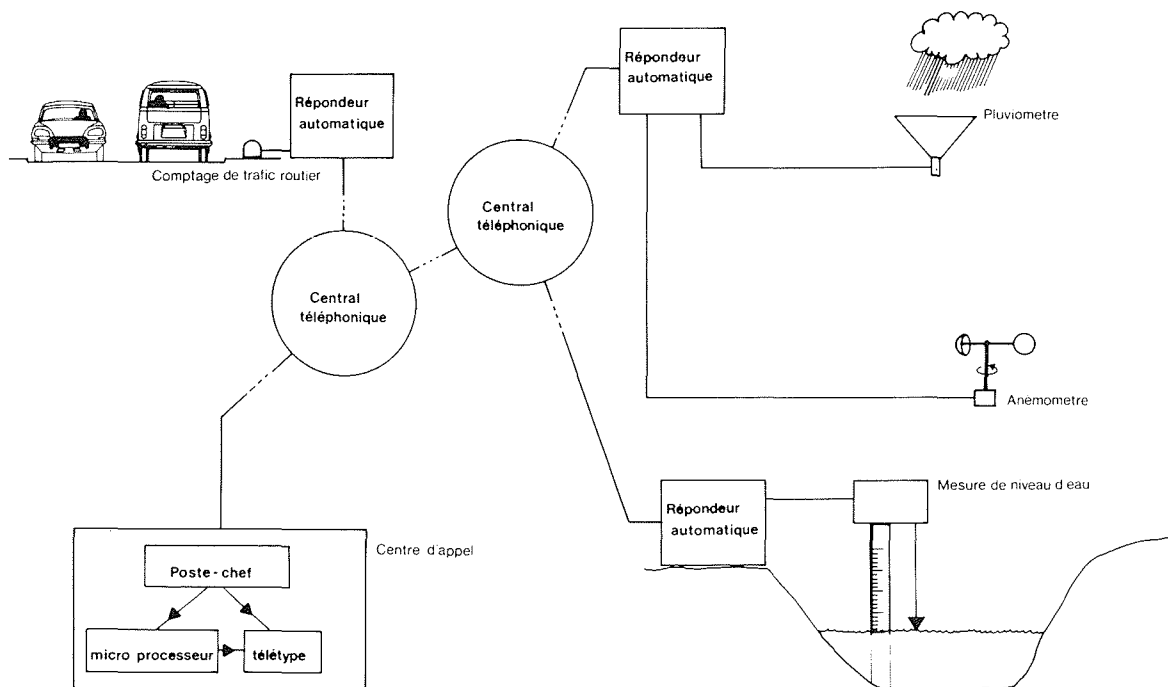 Répondeur
automatique
Comptage de trafic routier
Répondeur
automatique
Pluviometre
Central
téléphonique
Central
téléphonique
Anemometre
Répondeur
automatique
Mesure de niveau d'eau
Centre d'appel
Poste-chef
micro processeur
télétype